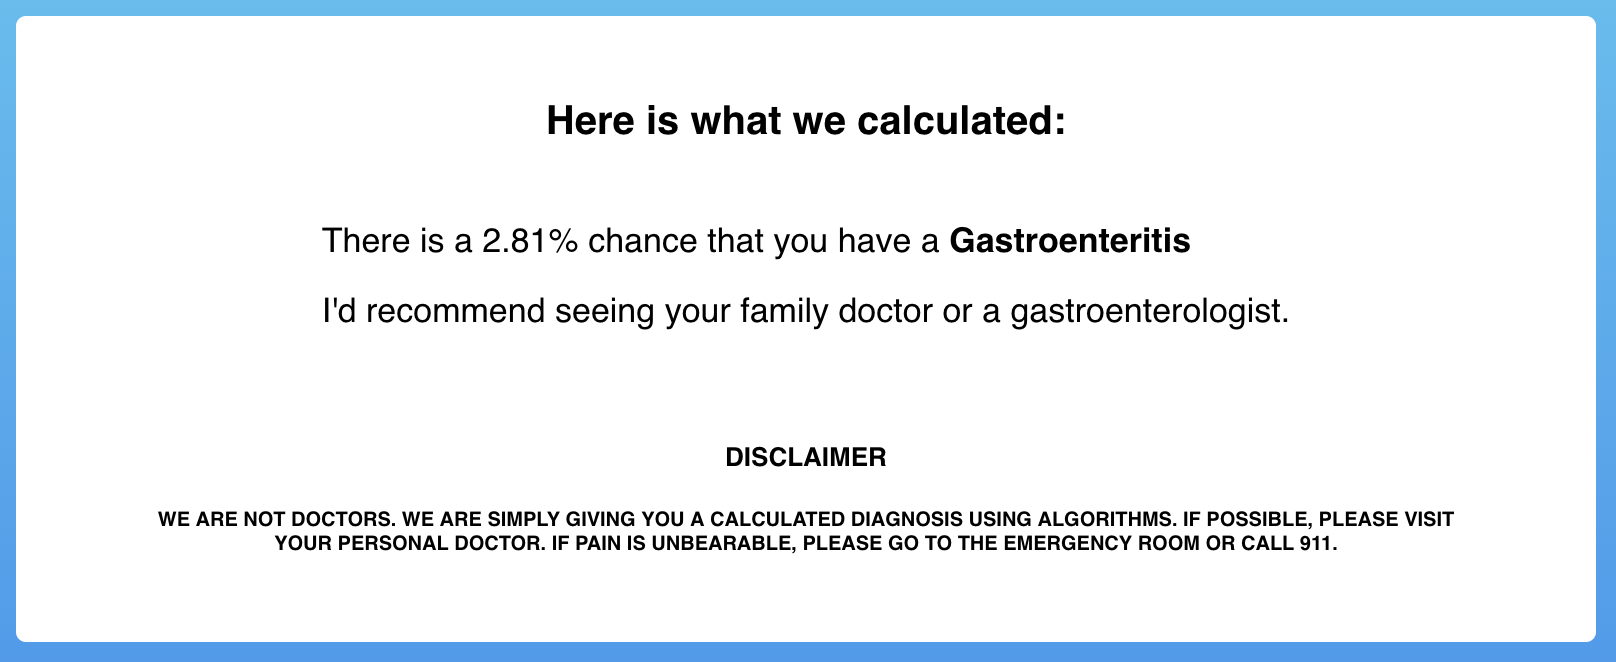 Here is what we calculated:
There is a 2.81% chance that you have a Gastroenteritis
I'd recommend seeing your family doctor or a gastroenterologist.
DISCLAIMER
WE ARE NOT DOCTORS. WE ARE SIMPLY GIVING YOU A CALCULATED DIAGNOSIS USING ALGORITHMS. IF POSSIBLE, PLEASE VISIT
YOUR PERSONAL DOCTOR. IF PAIN IS UNBEARABLE, PLEASE GO TO THE EMERGENCY ROOM OR CALL 911.